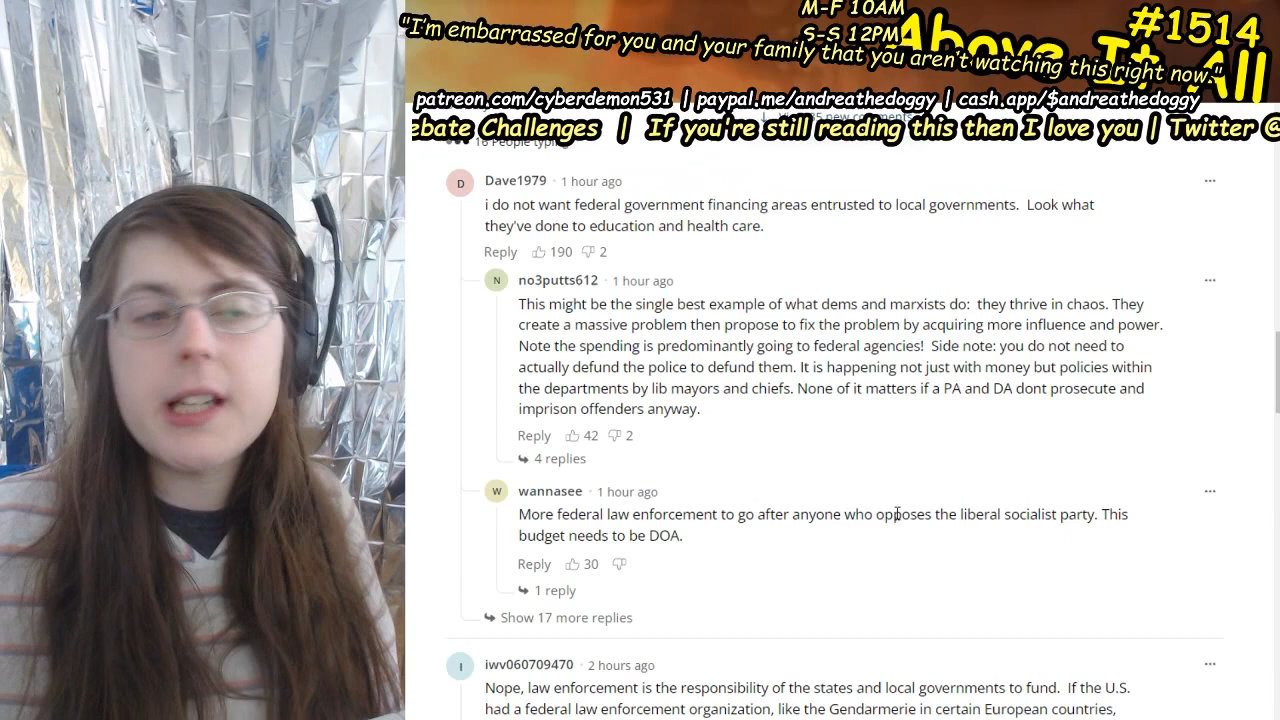 M-F 10AM
S-S 12PM
#1514
Above It All
"I'm embarrassed for you and your family that you aren't watching this right now."
patreon.com/cyberdemon531 | paypal.me/andreathedoggy | cash.app/$andreathedoggy
ebate Challenges | If you're still reading this then I love you | Twitter @
People typing
Dave1979 · 1 hour ago
i do not want federal government financing areas entrusted to local governments. Look what
they've done to education and health care.
Reply 190 2
no3putts612 · 1 hour ago
This might be the single best example of what dems and marxists do: they thrive in chaos. They
create a massive problem then propose to fix the problem by acquiring more influence and power.
Note the spending is predominantly going to federal agencies! Side note: you do not need to
actually defund the police to defund them. It is happening not just with money but policies within
the departments by lib mayors and chiefs. None of it matters if a PA and DA dont prosecute and
imprison offenders anyway.
Reply 42 2
4 replies
wannasee · 1 hour ago
More federal law enforcement to go after anyone who opposes the liberal socialist party. This
budget needs to be DOA.
Reply 30
1 reply
Show 17 more replies
iwv060709470 · 2 hours ago
Nope, law enforcement is the responsibility of the states and local governments to fund. If the U.S.
had a federal law enforcement organization, like the Gendarmerie in certain European countries,